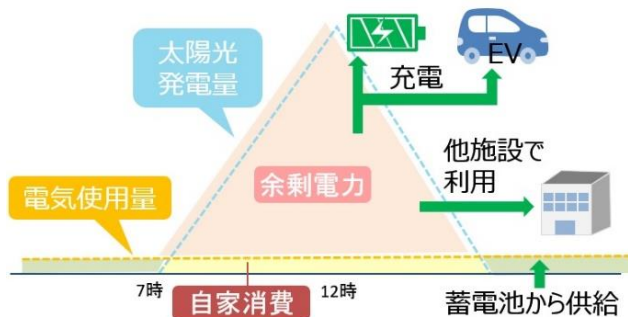 太陽光
発電量
EV
充電
他施設で
利用
余剰電力
電気使用量
7時
自家消費
12時
蓄電池から供給